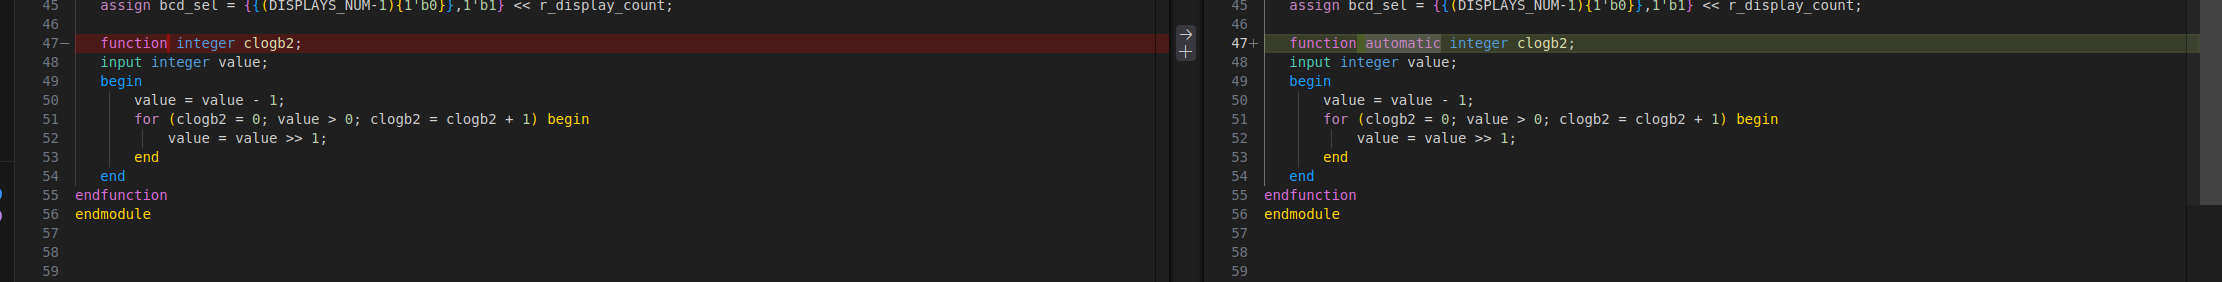 45 assign bcd_sel = {{(DISPLAYS_NUM-1){1'b0}},1'b1} << r_display_count;
46
47— function integer clogb2;
48 input integer value;
49 begin
50 value = value - 1;
51 for (clogb2 = 0; value > 0; clogb2 = clogb2 + 1) begin
52 value = value >> 1;
53 end
54 end
55 endfunction
56 endmodule
57
58
59
→
+
45 assign bcd_sel = {{(DISPLAYS_NUM-1){1'b0}},1'b1} << r_display_count;
46
47+ function automatic integer clogb2;
48 input integer value;
49 begin
50 value = value - 1;
51 for (clogb2 = 0; value > 0; clogb2 = clogb2 + 1) begin
52 value = value >> 1;
53 end
54 end
55 endfunction
56 endmodule
57
58
59